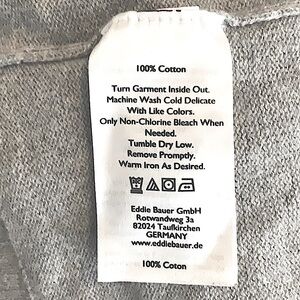 100% Cotton
Turn Garment Inside Out.
Machine Wash Cold Delicate
With Like Colors.
Only Non-Chlorine Bleach When
Needed.
Tumble Dry Low.
Remove Promptly.
Warm Iron As Desired.
Eddie Bauer GmbH
Rotwandweg 3a
82024 Taufkirchen
GERMANY
www.eddiebauer.de
100% Coton